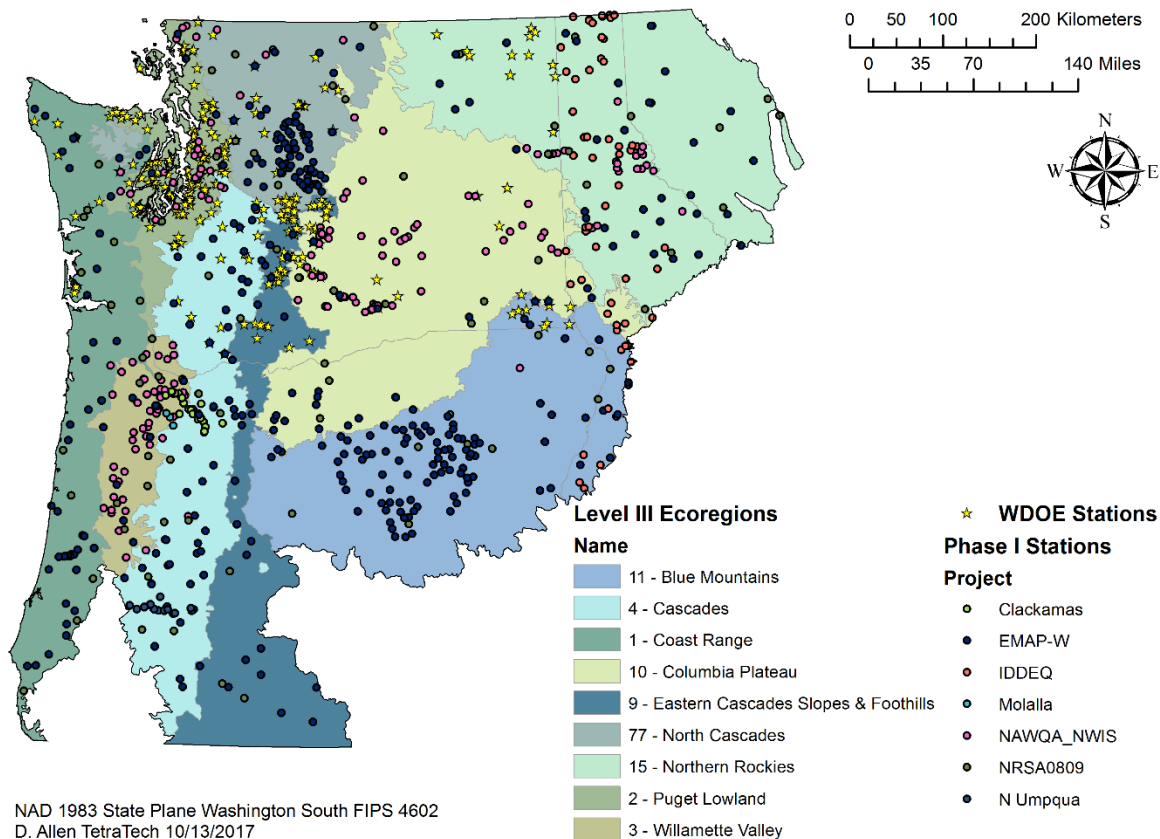 0 50 100 200 Kilometers
0 35 70 140 Miles
N
W E
S
Level III Ecoregions
Name
11 - Blue Mountains
4 - Cascades
1 - Coast Range
10 - Columbia Plateau
9 - Eastern Cascades Slopes & Foothills
77 - North Cascades
15 - Northern Rockies
2 - Puget Lowland
3 - Willamette Valley
WDOE Stations
Phase I Stations
Project
Clackamas
EMAP-W
IDDEQ
Molalla
NAWQA_NWIS
NRSA0809
N Umpqua
NAD 1983 State Plane Washington South FIPS 4602
D. Allen TetraTech 10/13/2017